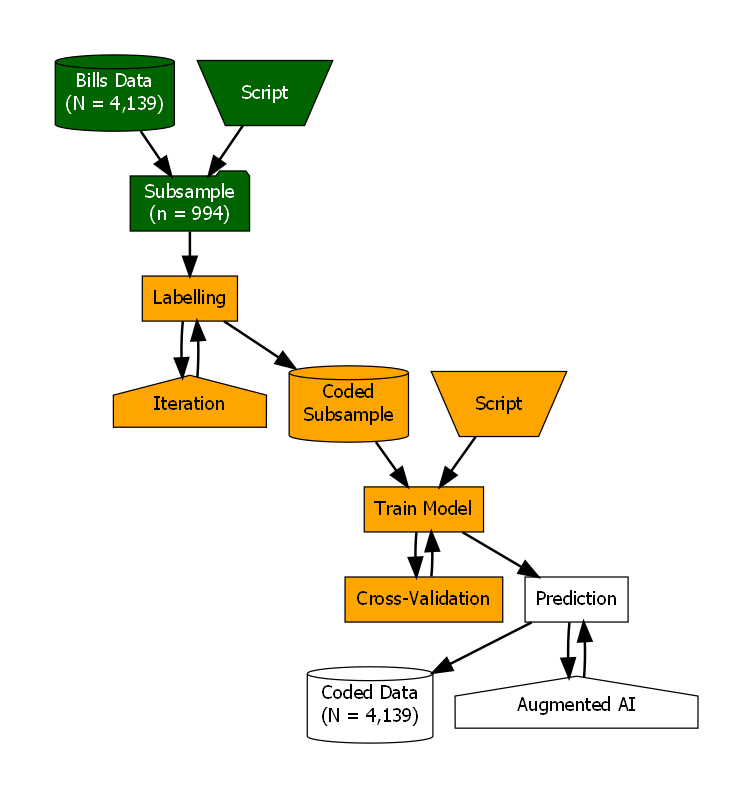 Bills Data
(N = 4,139)
Script
Subsample
(n = 994)
Labelling
Iteration
Coded
Subsample
Script
Train Model
Cross-Validation
Prediction
Coded Data
(N = 4,139)
Augmented AI